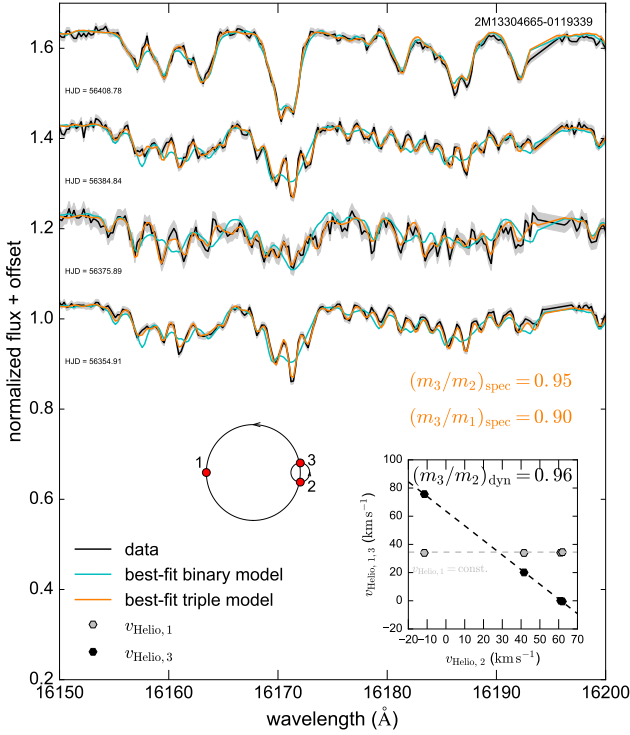 2M13304665-0119339
HJD = 56408.78
HJD = 56384.84
HJD = 56375.89
HJD = 56354.91
normalized flux + offset
1.6
1.4
1.2
1.0
0.8
0.6
0.4
0.2
(m₃/m₂)spec = 0.95
(m₃/m₁)spec = 0.90
1
3
2
data
best-fit binary model
best-fit triple model
vHelio, 1
vHelio, 3
(m₃/m₂)dyn = 0.96
vHelio, 1 = const.
vHelio, 1, 3 (km s⁻¹)
100
80
60
40
20
0
−20
−20 −10 0 10 20 30 40 50 60 70
vHelio, 2 (km s⁻¹)
16150 16160 16170 16180 16190 16200
wavelength (Å)